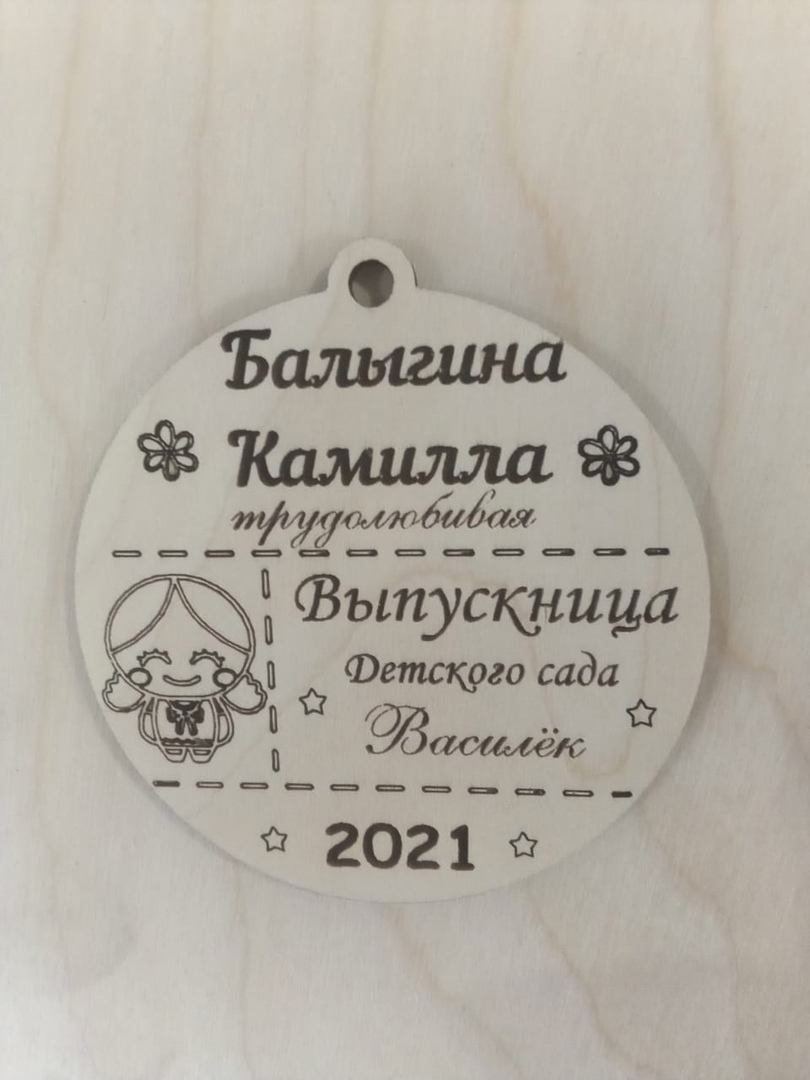 Балыгина
Камилла
трудолюбивая
Выпускница
Детского сада
Василёк
2021